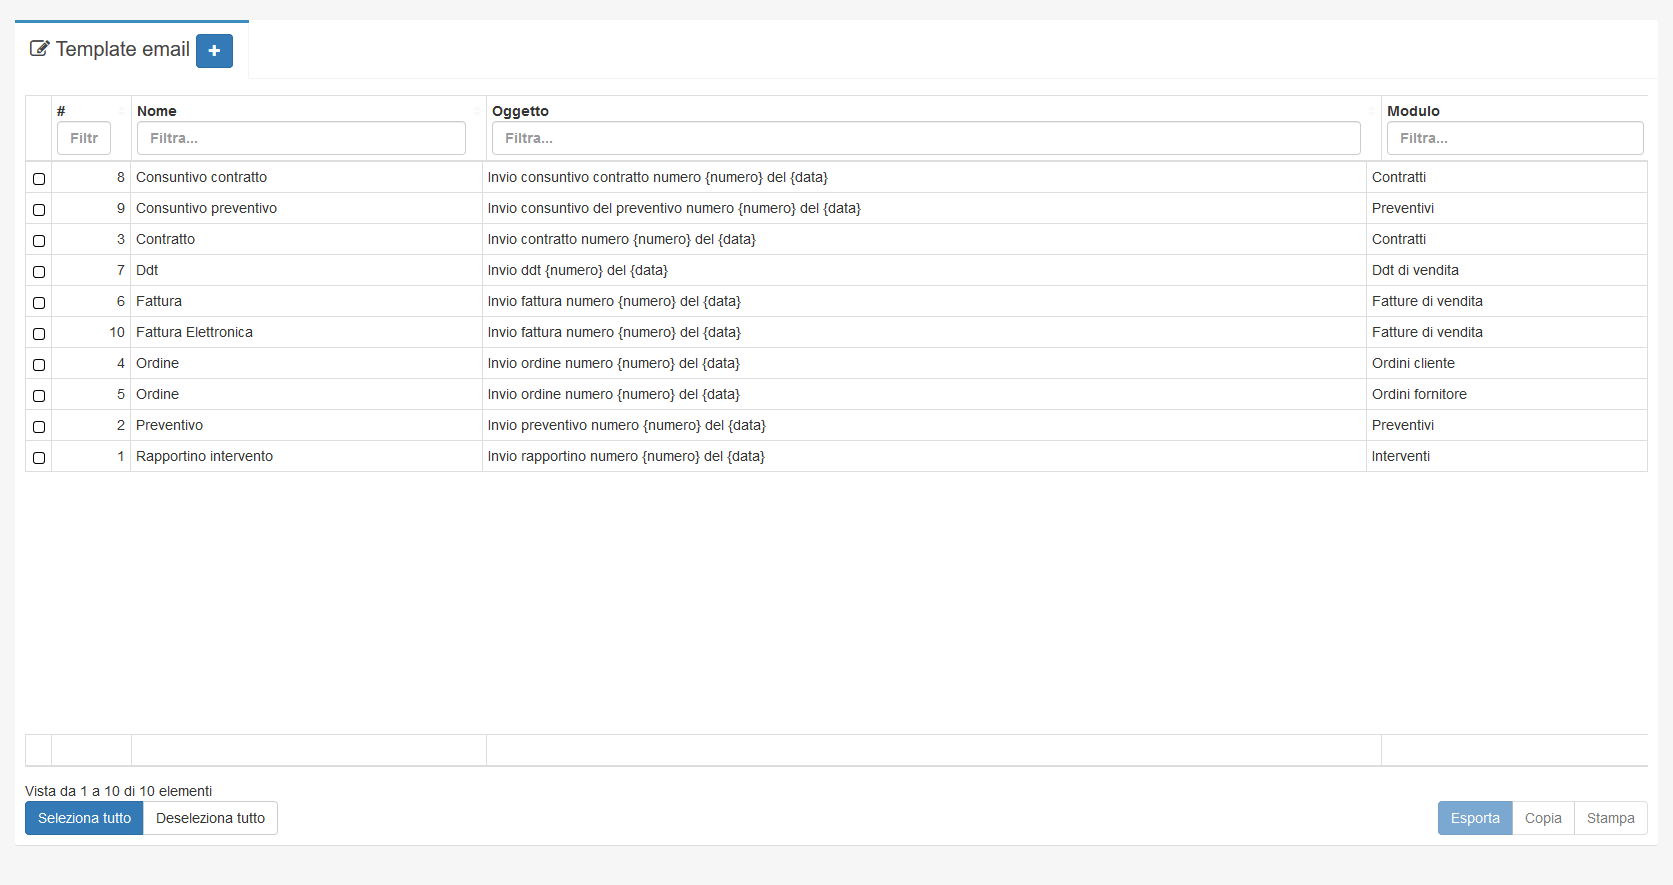 Template email +
# Nome Oggetto Modulo
Filtr Filtra... Filtra... Filtra...
8 Consuntivo contratto Invio consuntivo contratto numero {numero} del {data} Contratti
9 Consuntivo preventivo Invio consuntivo del preventivo numero {numero} del {data} Preventivi
3 Contratto Invio contratto numero {numero} del {data} Contratti
7 Ddt Invio ddt {numero} del {data} Ddt di vendita
6 Fattura Invio fattura numero {numero} del {data} Fatture di vendita
10 Fattura Elettronica Invio fattura numero {numero} del {data} Fatture di vendita
4 Ordine Invio ordine numero {numero} del {data} Ordini cliente
5 Ordine Invio ordine numero {numero} del {data} Ordini fornitore
2 Preventivo Invio preventivo numero {numero} del {data} Preventivi
1 Rapportino intervento Invio rapportino numero {numero} del {data} Interventi
Vista da 1 a 10 di 10 elementi
Seleziona tutto Deseleziona tutto Esporta Copia Stampa